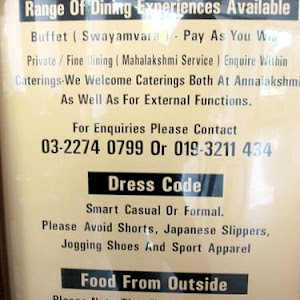 Range Of Dining Experiences Available
Buffet ( Swayamvara ) - Pay As You Wish
Private / Fine Dining ( Mahalakshmi Service ) Enquire Within
Caterings-We Welcome Caterings Both At Annalakshmi
As Well As For External Functions.
For Enquiries Please Contact
03-2274 0799 Or 019-3211 434
Dress Code
Smart Casual Or Formal.
Please Avoid Shorts, Japanese Slippers,
Jogging Shoes And Sport Apparel
Food From Outside
Please Note